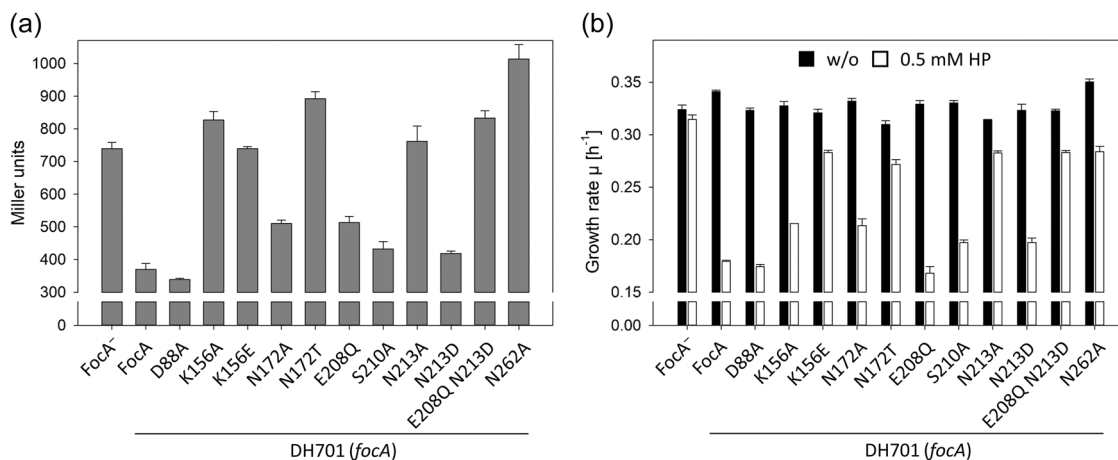 (a)
Miller units
1000
900
800
700
600
500
400
300
0
FocA⁻
FocA
D88A
K156A
K156E
N172A
N172T
E208Q
S210A
N213A
N213D
E208Q N213D
N262A
DH701 (focA)
(b)
w/o 0.5 mM HP
Growth rate µ [h⁻¹]
0.35
0.30
0.25
0.20
0.15
0.00
FocA⁻
FocA
D88A
K156A
K156E
N172A
N172T
E208Q
S210A
N213A
N213D
E208Q N213D
N262A
DH701 (focA)